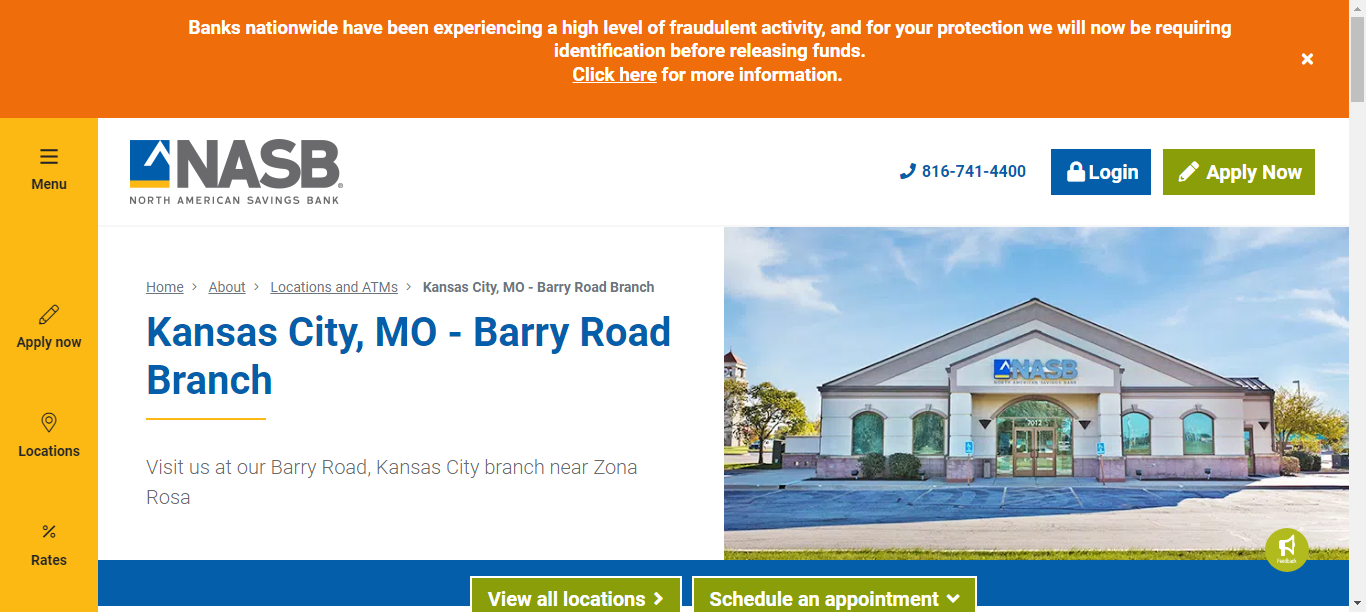 Banks nationwide have been experiencing a high level of fraudulent activity, and for your protection we will now be requiring
identification before releasing funds.
Click here for more information.
Menu
Apply now
Locations
Rates
NASB
NORTH AMERICAN SAVINGS BANK
816-741-4400
Login
Apply Now
Home > About > Locations and ATMs > Kansas City, MO - Barry Road Branch
Kansas City, MO - Barry Road
Branch
Visit us at our Barry Road, Kansas City branch near Zona
Rosa
NASB
NORTH AMERICAN SAVINGS BANK
7012
Feedback
View all locations
Schedule an appointment